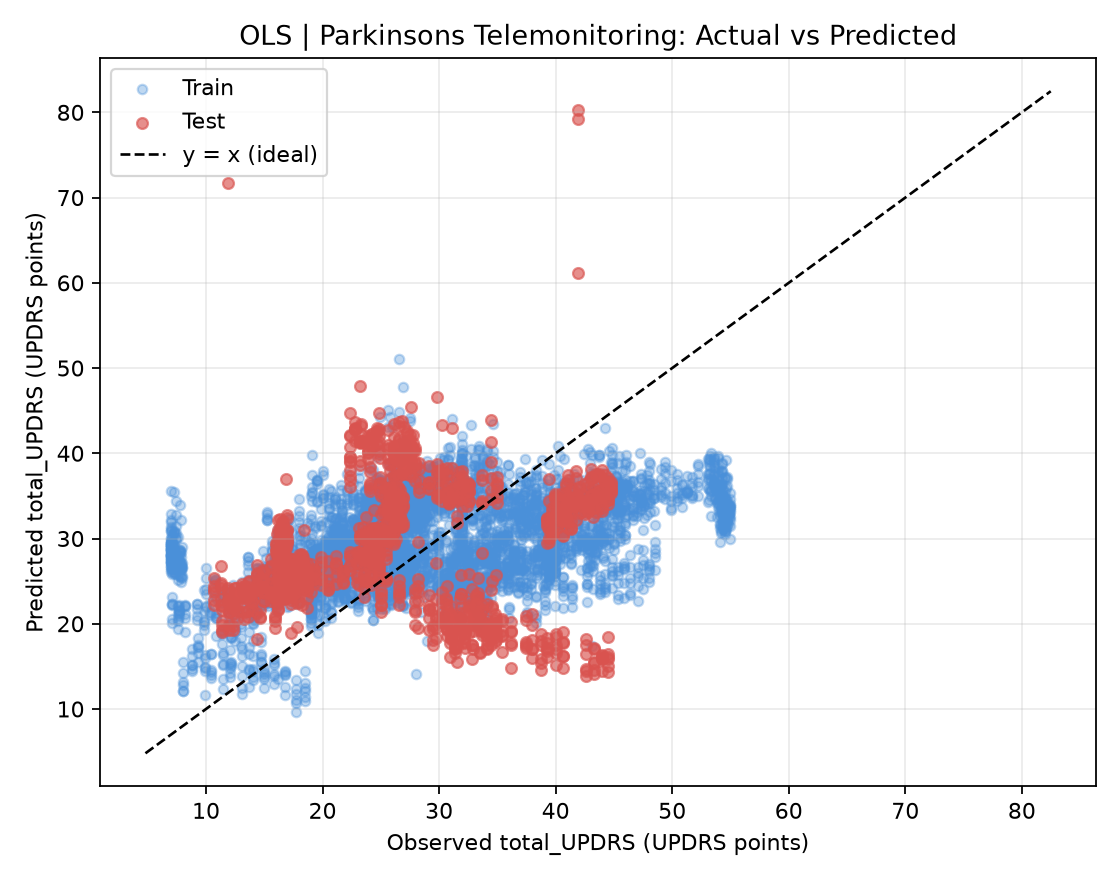 OLS | Parkinsons Telemonitoring: Actual vs Predicted
Train
Test
y = x (ideal)
Predicted total_UPDRS (UPDRS points)
80
70
60
50
40
30
20
10
10 20 30 40 50 60 70 80
Observed total_UPDRS (UPDRS points)